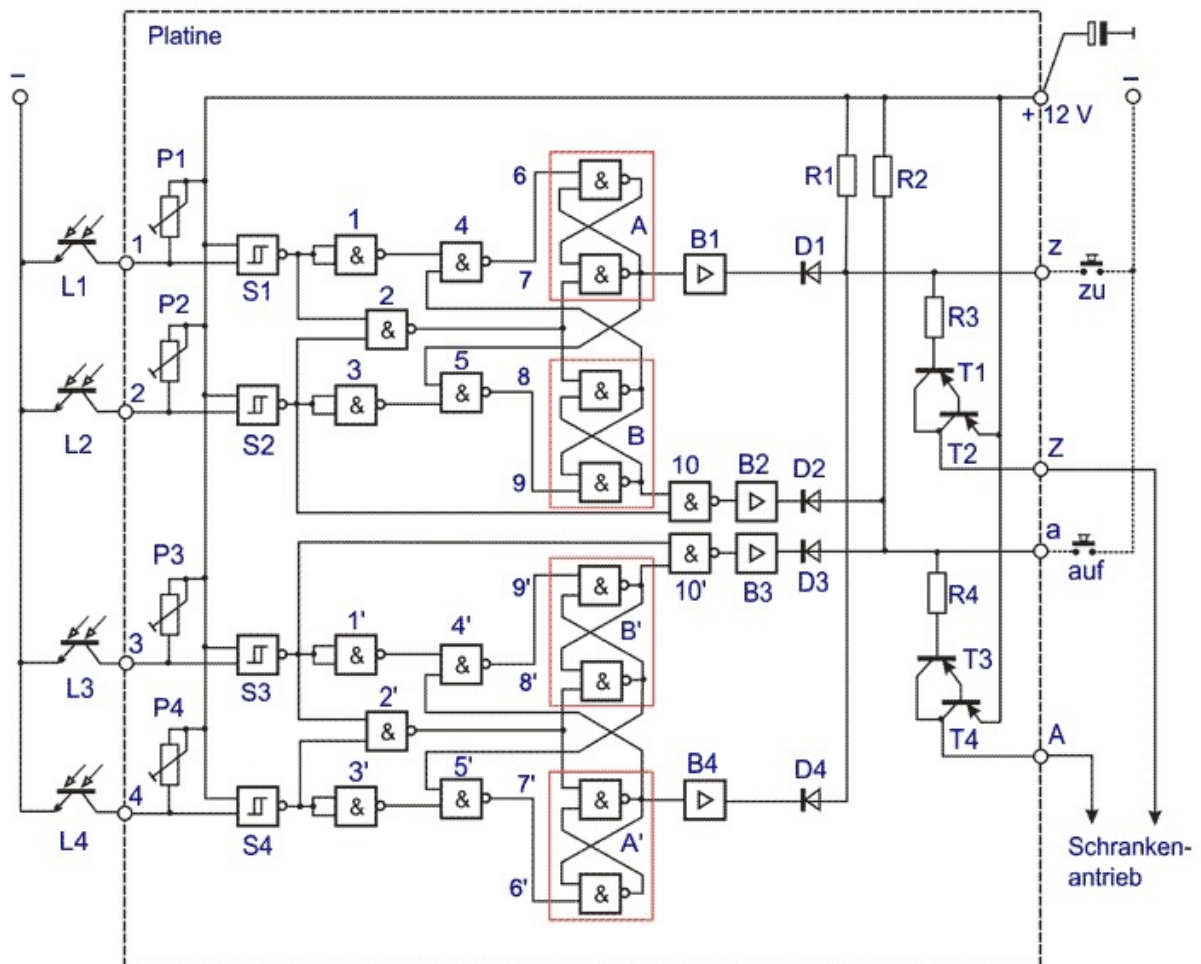 Platine
–
–
+ 12 V
P1
1
L1
S1
1
4
6
&
&
&
A
7
&
B1
D1
R1
R2
z
zu
R3
P2
2
L2
S2
2
&
3
&
5
&
8
&
B
9
&
T1
T2
Z
10
&
B2
D2
a
auf
&
10'
B3
D3
R4
P3
3
L3
S3
1'
&
4'
&
9'
&
B'
8'
&
T3
T4
A
2'
&
P4
4
L4
S4
3'
&
5'
&
7'
&
A'
6'
&
B4
D4
Schranken-
antrieb